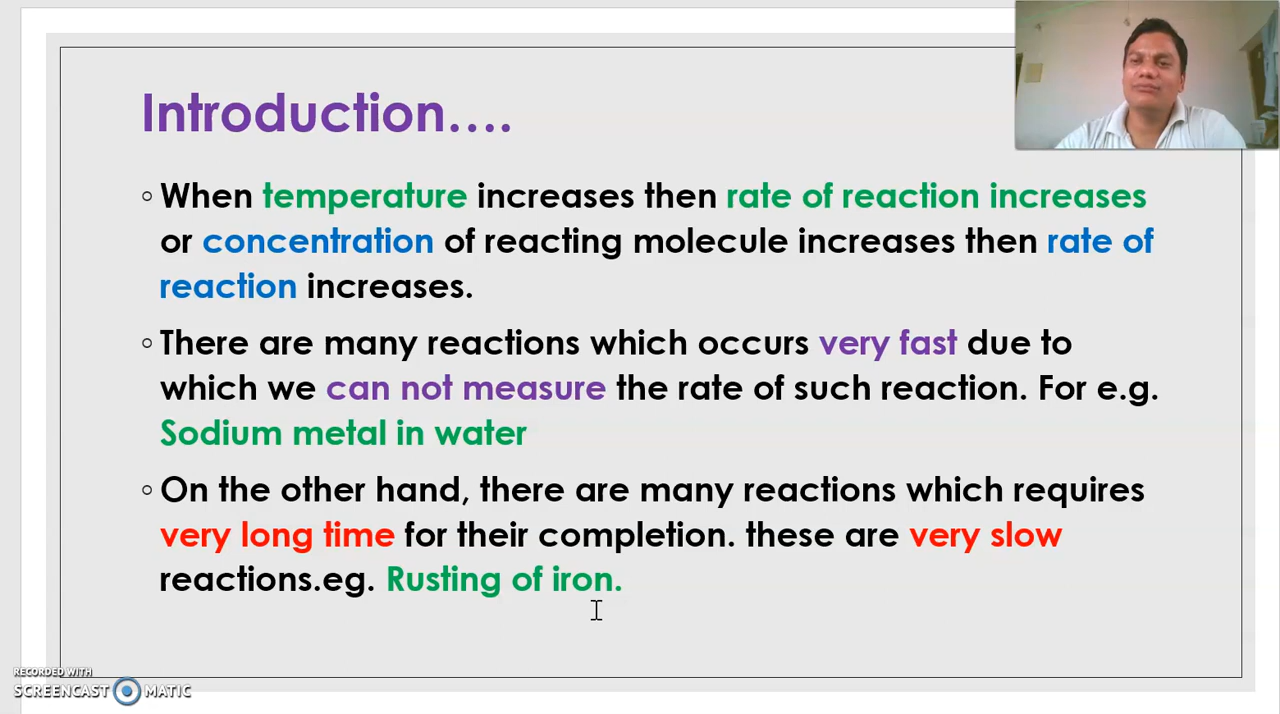 Introduction….
◦ When temperature increases then rate of reaction increases
or concentration of reacting molecule increases then rate of
reaction increases.
◦ There are many reactions which occurs very fast due to
which we can not measure the rate of such reaction. For e.g.
Sodium metal in water
◦ On the other hand, there are many reactions which requires
very long time for their completion. these are very slow
reactions.eg. Rusting of iron.
RECORDED WITH
SCREENCAST MATIC